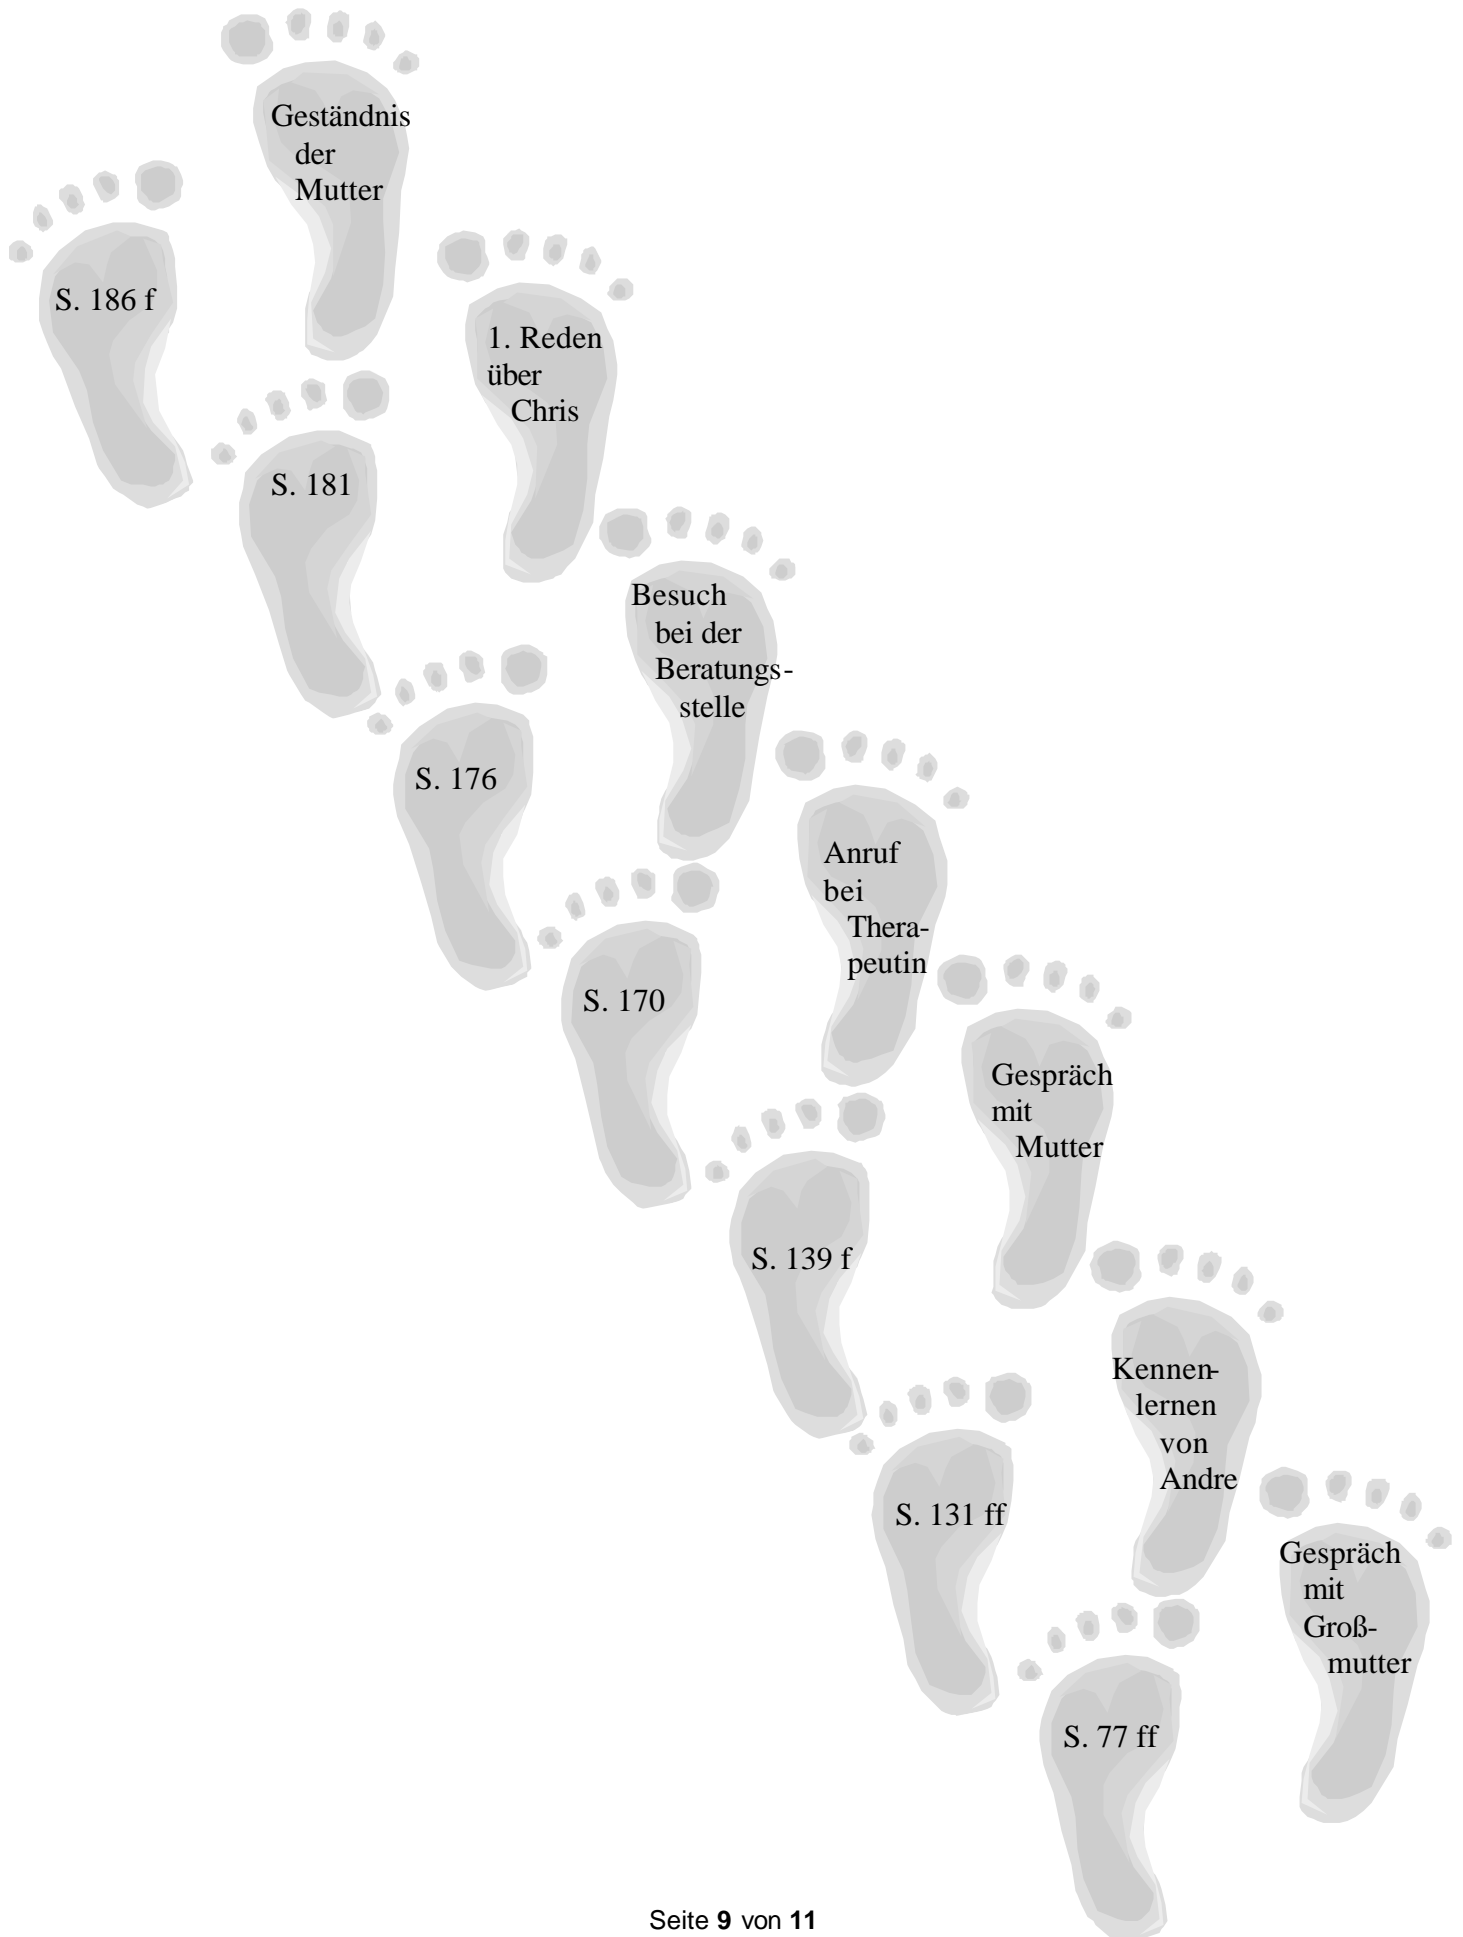 Geständnis
der
Mutter
S. 186 f
1. Reden
über
Chris
S. 181
Besuch
bei der
Beratungs-
stelle
S. 176
Anruf
bei
Thera-
peutin
S. 170
Gespräch
mit
Mutter
S. 139 f
Kennen-
lernen
von
Andre
S. 131 ff
Gespräch
mit
Groß-
mutter
S. 77 ff
Seite 9 von 11